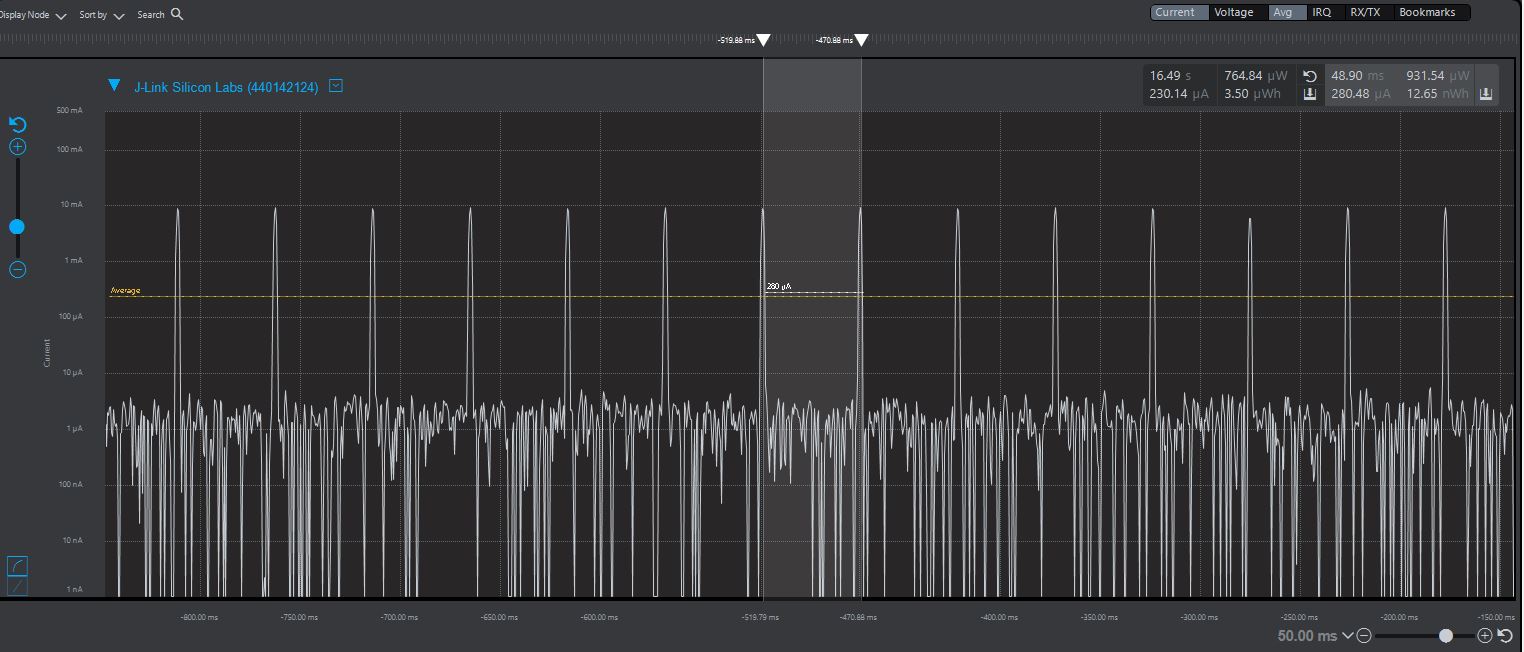 Display Node Sort by Search Current Voltage Avg IRQ RX/TX Bookmarks
-519.88 ms -470.88 ms
J-Link Silicon Labs (440142124)
16.49 s 764.84 µW 48.90 ms 931.54 µW
230.14 µA 3.50 µWh 280.48 µA 12.65 nWh
500 mA
100 mA
10 mA
1 mA
Average
280 µA
100 µA
Current
10 µA
1 µA
100 nA
10 nA
1 nA
-800.00 ms -750.00 ms -700.00 ms -650.00 ms -600.00 ms -519.79 ms -470.88 ms -400.00 ms -350.00 ms -300.00 ms -250.00 ms -200.00 ms -150.00 ms
50.00 ms